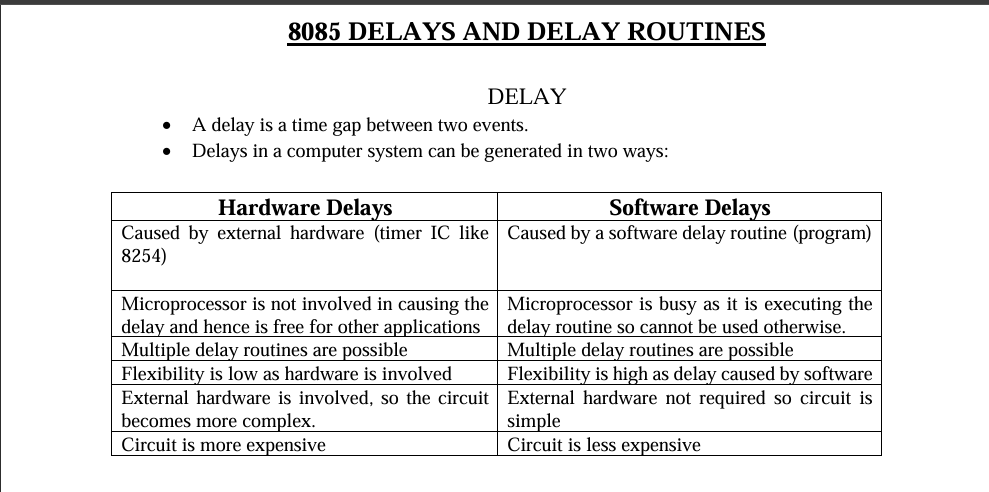 8085 DELAYS AND DELAY ROUTINES
DELAY
• A delay is a time gap between two events.
• Delays in a computer system can be generated in two ways:
Hardware Delays
Software Delays
Caused by external hardware (timer IC like
8254)
Caused by a software delay routine (program)
Microprocessor is not involved in causing the
delay and hence is free for other applications
Microprocessor is busy as it is executing the
delay routine so cannot be used otherwise.
Multiple delay routines are possible
Multiple delay routines are possible
Flexibility is low as hardware is involved
Flexibility is high as delay caused by software
External hardware is involved, so the circuit
becomes more complex.
External hardware not required so circuit is
simple
Circuit is more expensive
Circuit is less expensive